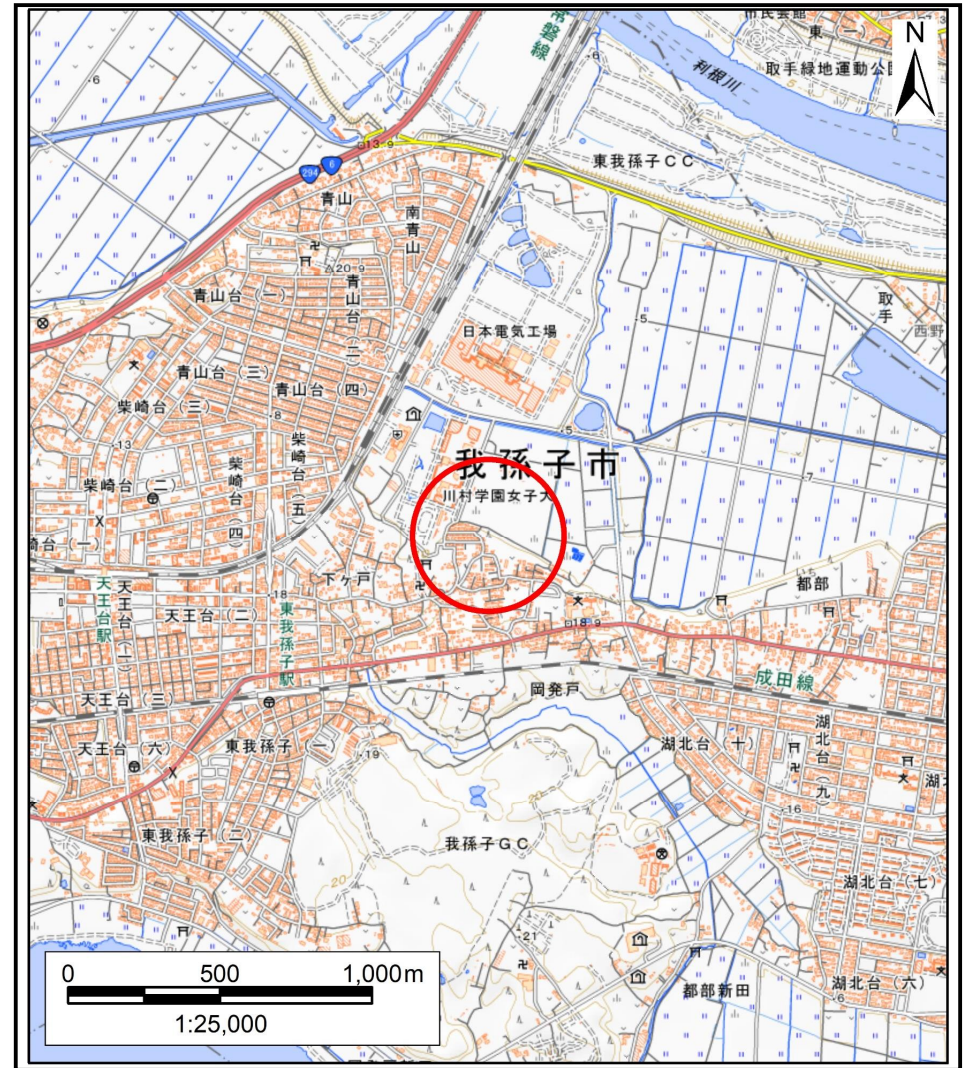 常磐線
市民会館
東(一)
N
利根川
取手緑地運動公園
6
6
13.9
294
6
東我孫子CC
青山
南青山
20.9
青山台(一)
青山台(二)
取手
西野
5
日本電気工場
青山台(三)
青山台(四)
柴崎台(三)
8
5
13
柴崎台(五)
我孫子市
柴崎台(二)
柴崎台(四)
川村学園女子大
7
崎台(一)
天王台駅
天王台(一)
下ヶ戸
いち
都部
天王台(二)
18
東我孫子駅
18.9
成田線
岡発戸
天王台(三)
湖北台(九)
天王台(六)
東我孫子(一)
19
湖北台(十)
湖
16
東我孫子(二)
我孫子GC
20
湖北台(七)
21
0 500 1,000m
1:25,000
都部新田
湖北台(六)
6